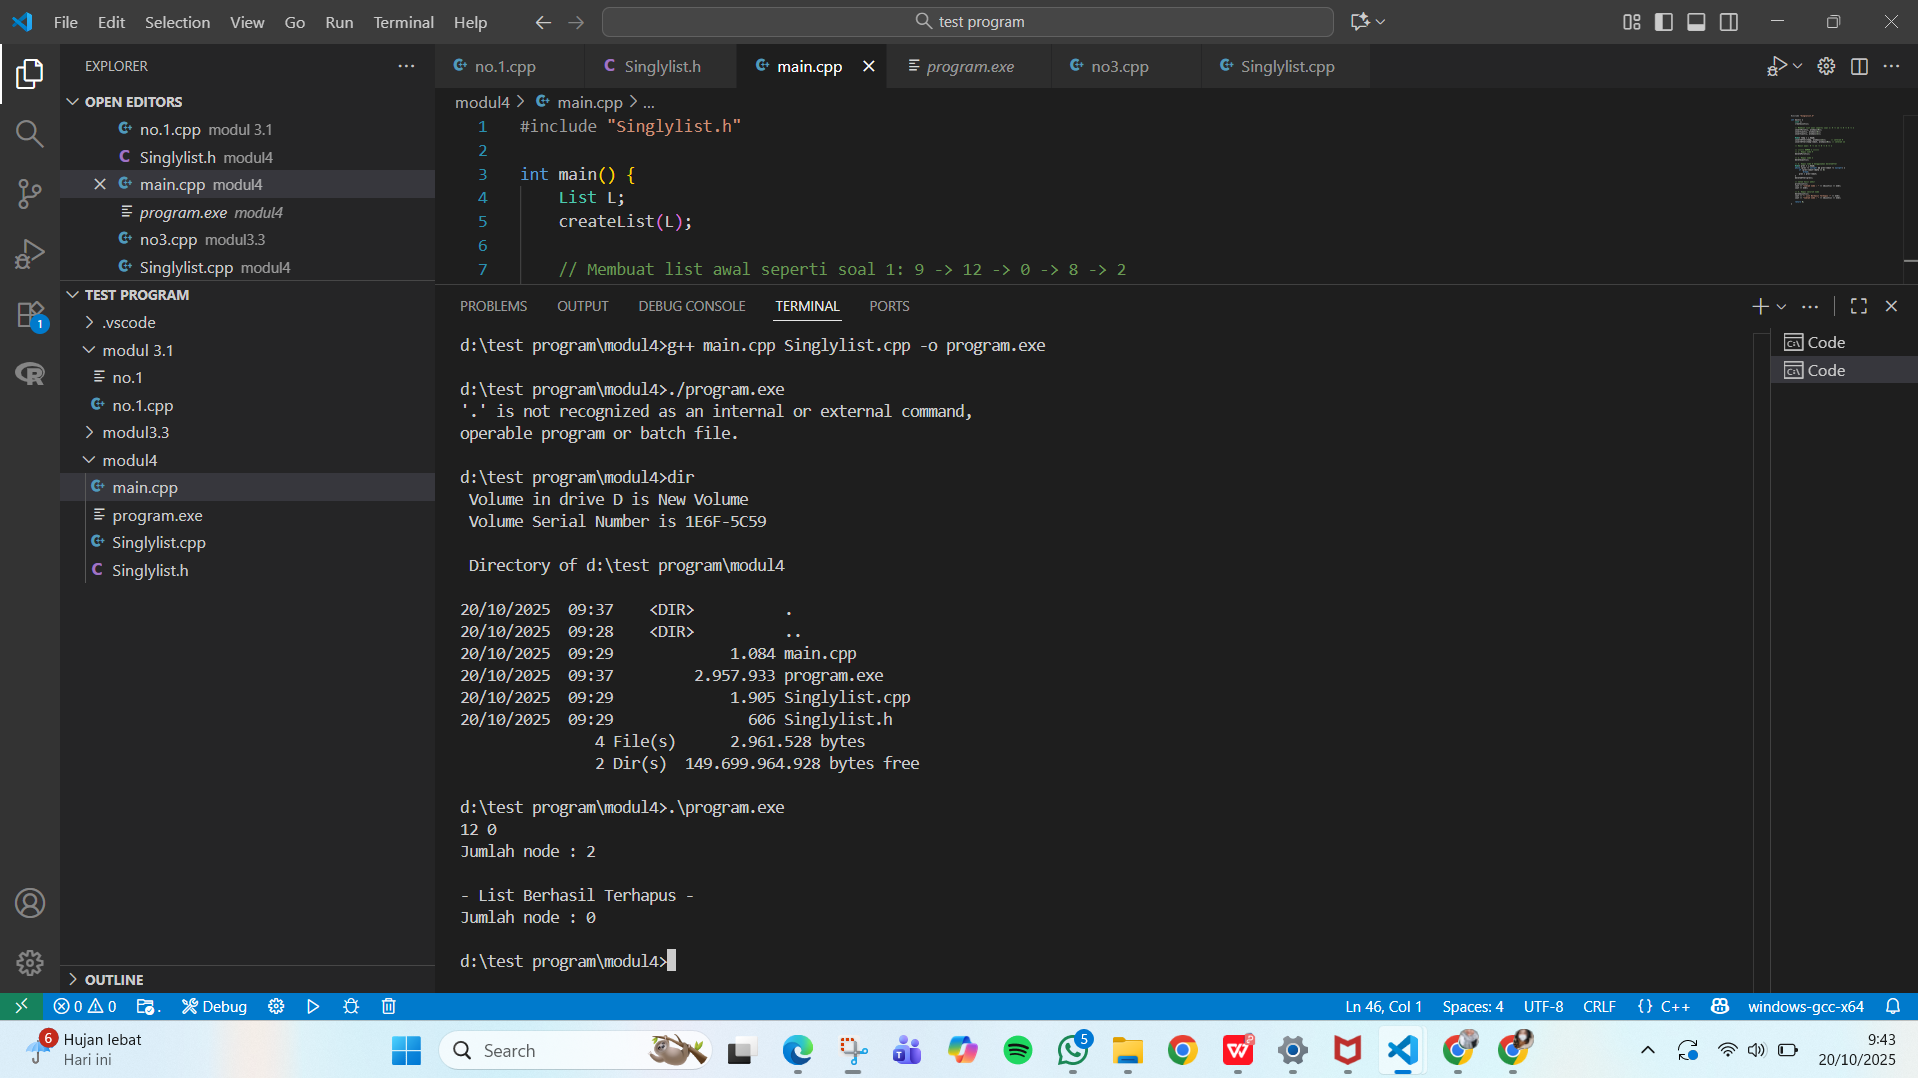 File Edit Selection View Go Run Terminal Help
test program
EXPLORER
OPEN EDITORS
no.1.cpp modul 3.1
Singlylist.h modul4
main.cpp modul4
program.exe modul4
no3.cpp modul3.3
Singlylist.cpp modul4
TEST PROGRAM
.vscode
modul 3.1
no.1
no.1.cpp
modul3.3
modul4
main.cpp
program.exe
Singlylist.cpp
Singlylist.h
OUTLINE
no.1.cpp Singlylist.h main.cpp program.exe no3.cpp Singlylist.cpp
modul4 > main.cpp > ...
1 #include "Singlylist.h"
2
3 int main() {
4 List L;
5 createList(L);
6
7 // Membuat list awal seperti soal 1: 9 -> 12 -> 0 -> 8 -> 2
PROBLEMS OUTPUT DEBUG CONSOLE TERMINAL PORTS
d:\test program\modul4>g++ main.cpp Singlylist.cpp -o program.exe
d:\test program\modul4>./program.exe
'.' is not recognized as an internal or external command,
operable program or batch file.
d:\test program\modul4>dir
Volume in drive D is New Volume
Volume Serial Number is 1E6F-5C59
Directory of d:\test program\modul4
20/10/2025 09:37 <DIR> .
20/10/2025 09:28 <DIR> ..
20/10/2025 09:29 1.084 main.cpp
20/10/2025 09:37 2.957.933 program.exe
20/10/2025 09:29 1.905 Singlylist.cpp
20/10/2025 09:29 606 Singlylist.h
4 File(s) 2.961.528 bytes
2 Dir(s) 149.699.964.928 bytes free
d:\test program\modul4>.\program.exe
12 0
Jumlah node : 2
- List Berhasil Terhapus -
Jumlah node : 0
d:\test program\modul4>
Code
Code
1
0 0 Debug
Ln 46, Col 1 Spaces: 4 UTF-8 CRLF {} C++ windows-gcc-x64
6
Hujan lebat
Hari ini
Search
5
9:43
20/10/2025